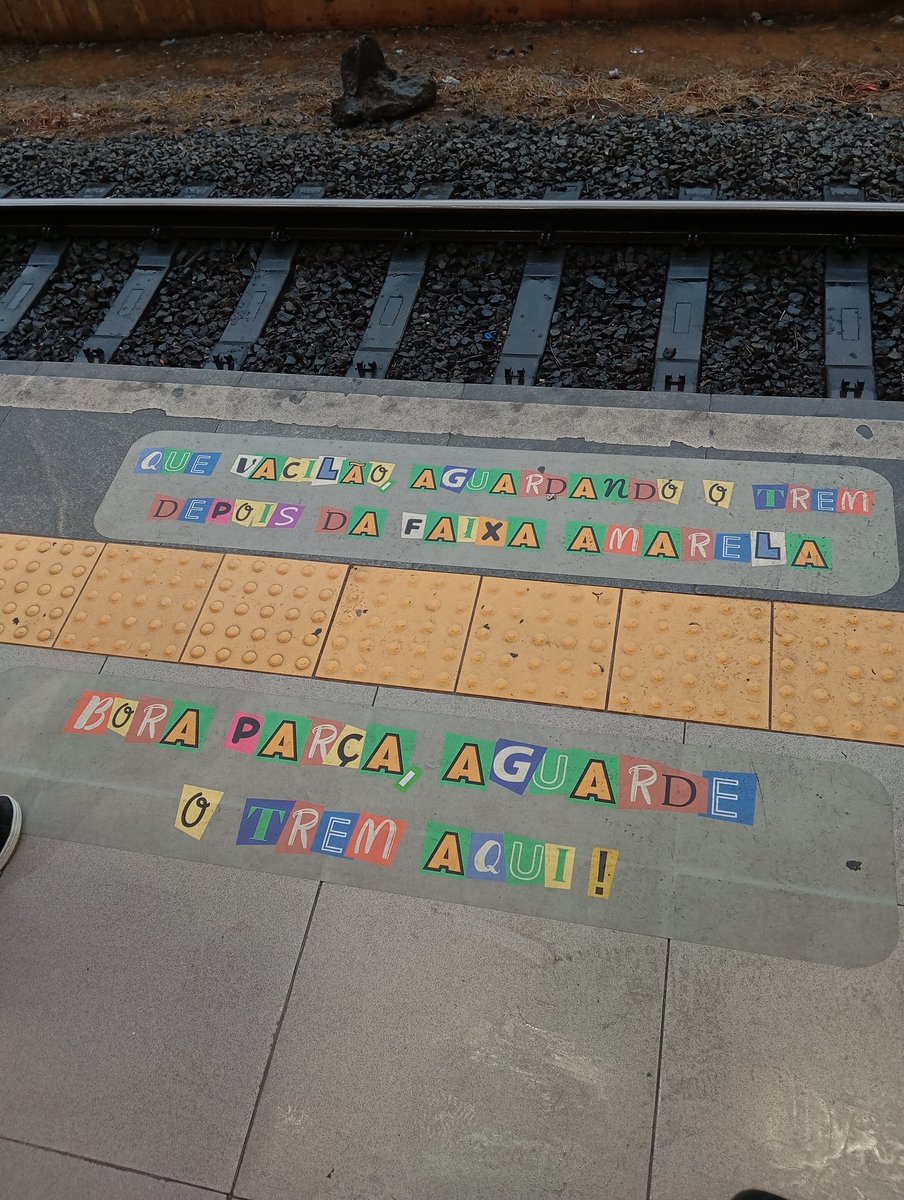 QUE VACILÃO, AGUARDANDO O TREM
DEPOIS DA FAIXA AMARELA
BORA PARÇA, AGUARDE
O TREM AQUI!